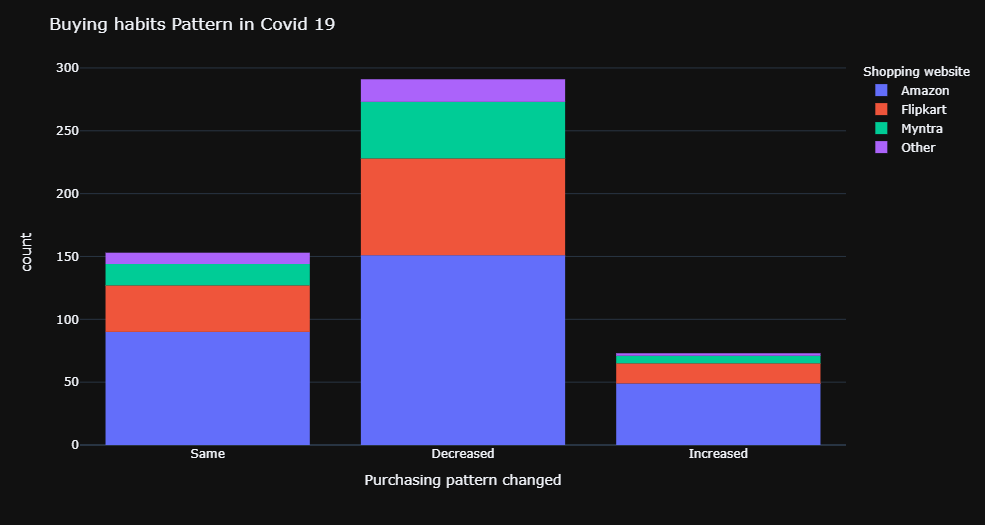 Buying habits Pattern in Covid 19
300
250
200
150
100
50
0
count
Same
Decreased
Increased
Purchasing pattern changed
Shopping website
Amazon
Flipkart
Myntra
Other